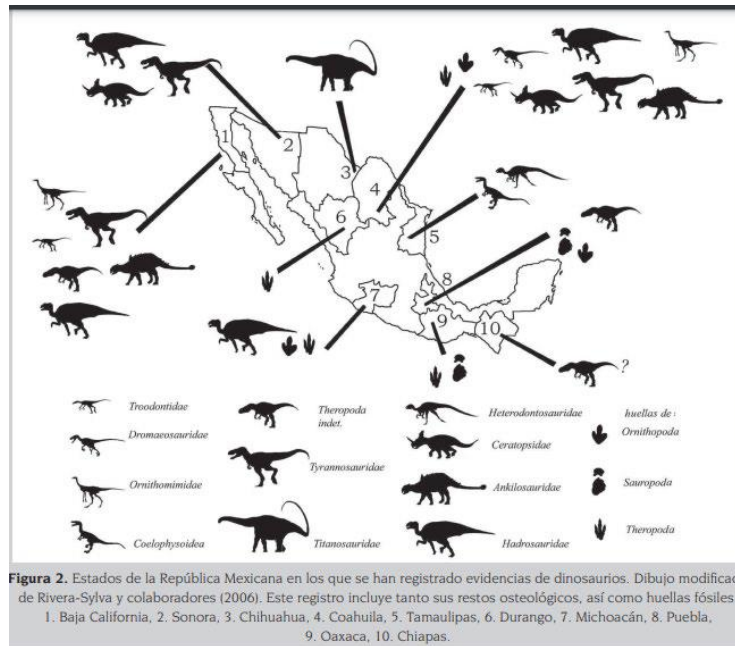 1
2
3
4
5
6
7
8
9
10
?
Troodontidae
Dromaeosauridae
Ornithomimidae
Coelophysoidea
Theropoda
indet.
Tyrannosauridae
Titanosauridae
Heterodontosauridae
Ceratopsidae
Ankilosauridae
Hadrosauridae
huellas de :
Ornithopoda
Sauropoda
Theropoda
Figura 2. Estados de la República Mexicana en los que se han registrado evidencias de dinosaurios. Dibujo modificad
de Rivera-Sylva y colaboradores (2006). Este registro incluye tanto sus restos osteológicos, así como huellas fósiles
1. Baja California, 2. Sonora, 3. Chihuahua, 4. Coahuila, 5. Tamaulipas, 6. Durango, 7. Michoacán, 8. Puebla,
9. Oaxaca, 10. Chiapas.